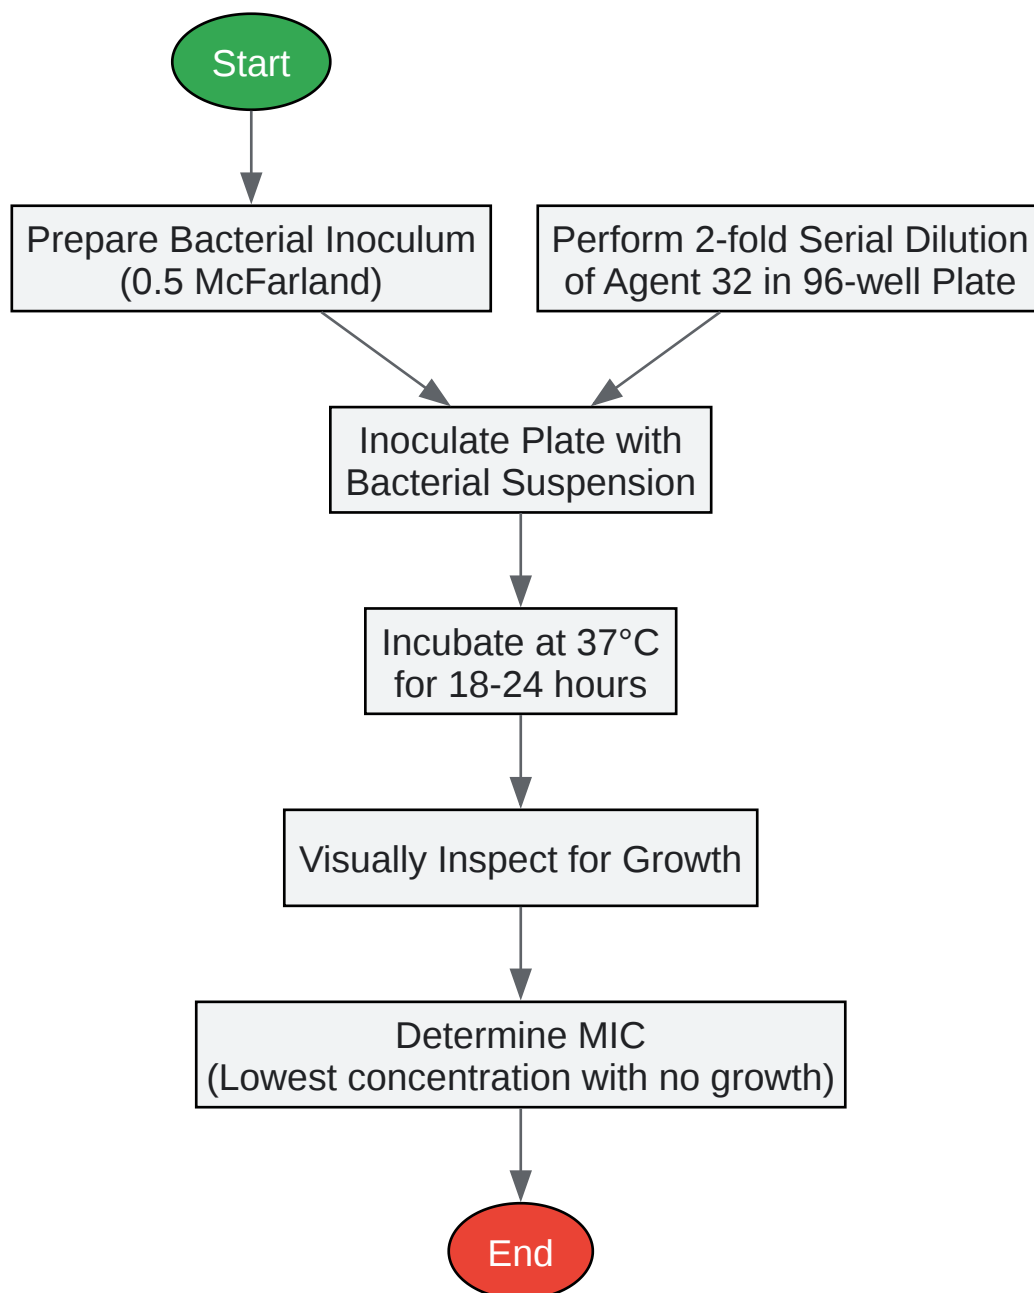 Start
Prepare Bacterial Inoculum
(0.5 McFarland)
Perform 2-fold Serial Dilution
of Agent 32 in 96-well Plate
Inoculate Plate with
Bacterial Suspension
Incubate at 37°C
for 18-24 hours
Visually Inspect for Growth
Determine MIC
(Lowest concentration with no growth)
End